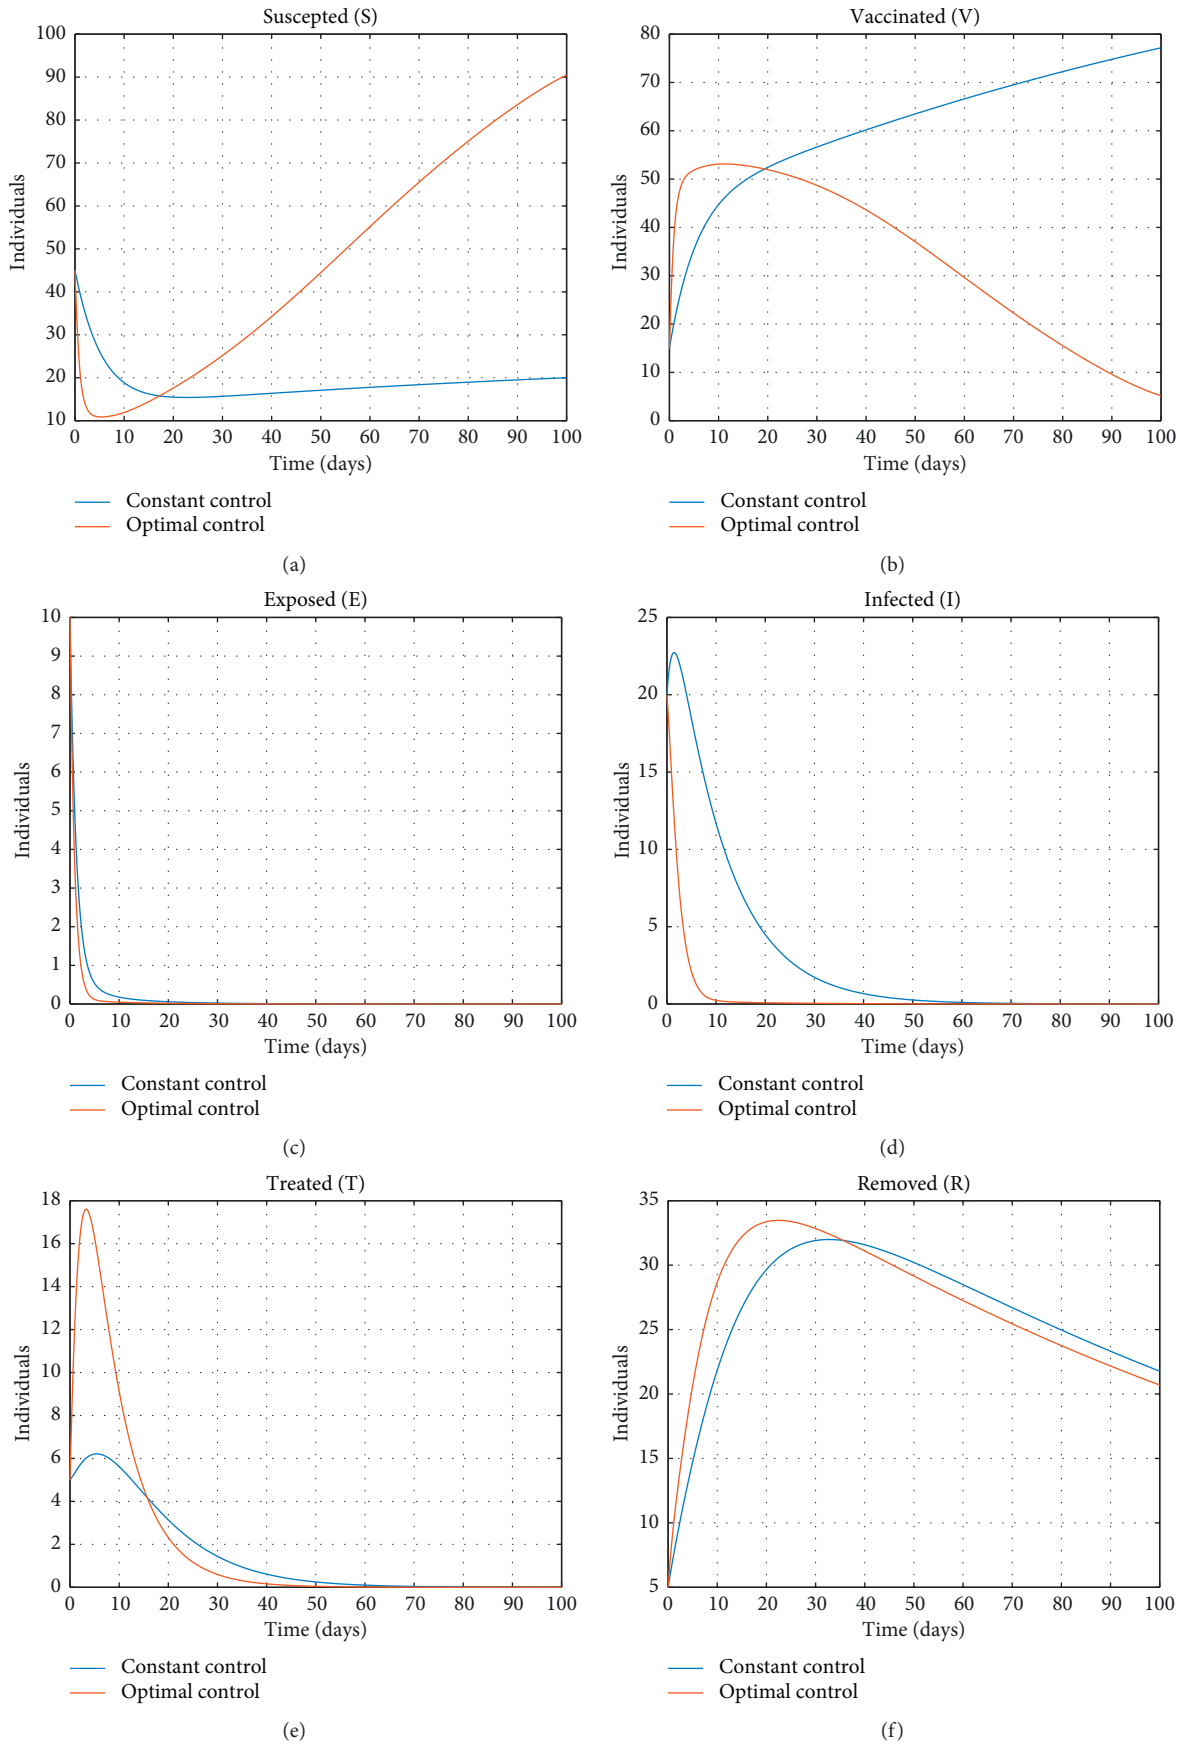 Suscepted (S)
100
90
80
70
60
50
40
30
20
10
Individuals
0 10 20 30 40 50 60 70 80 90 100
Time (days)
Constant control
Optimal control
(a)
Vaccinated (V)
80
70
60
50
40
30
20
10
0
Individuals
0 10 20 30 40 50 60 70 80 90 100
Time (days)
Constant control
Optimal control
(b)
Exposed (E)
10
9
8
7
6
5
4
3
2
1
0
Individuals
0 10 20 30 40 50 60 70 80 90 100
Time (days)
Constant control
Optimal control
(c)
Infected (I)
25
20
15
10
5
0
Individuals
0 10 20 30 40 50 60 70 80 90 100
Time (days)
Constant control
Optimal control
(d)
Treated (T)
18
16
14
12
10
8
6
4
2
0
Individuals
0 10 20 30 40 50 60 70 80 90 100
Time (days)
Constant control
Optimal control
(e)
Removed (R)
35
30
25
20
15
10
5
Individuals
0 10 20 30 40 50 60 70 80 90 100
Time (days)
Constant control
Optimal control
(f)